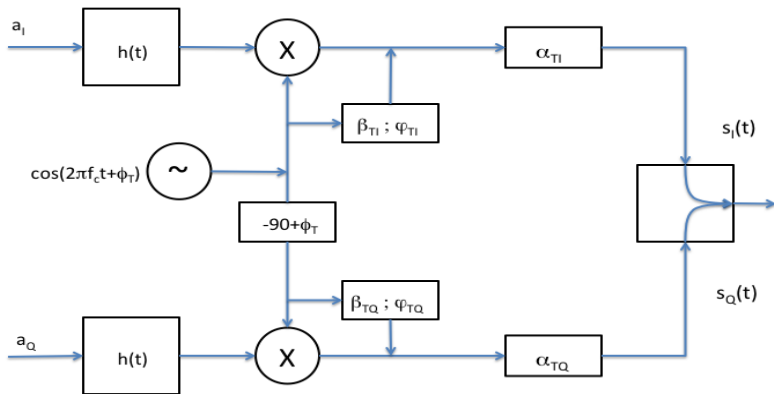 a_I
h(t)
X
α_TI
β_TI ; φ_TI
s_I(t)
cos(2πf_ct+ϕ_T)
~
-90+ϕ_T
s_Q(t)
β_TQ ; φ_TQ
a_Q
h(t)
X
α_TQ